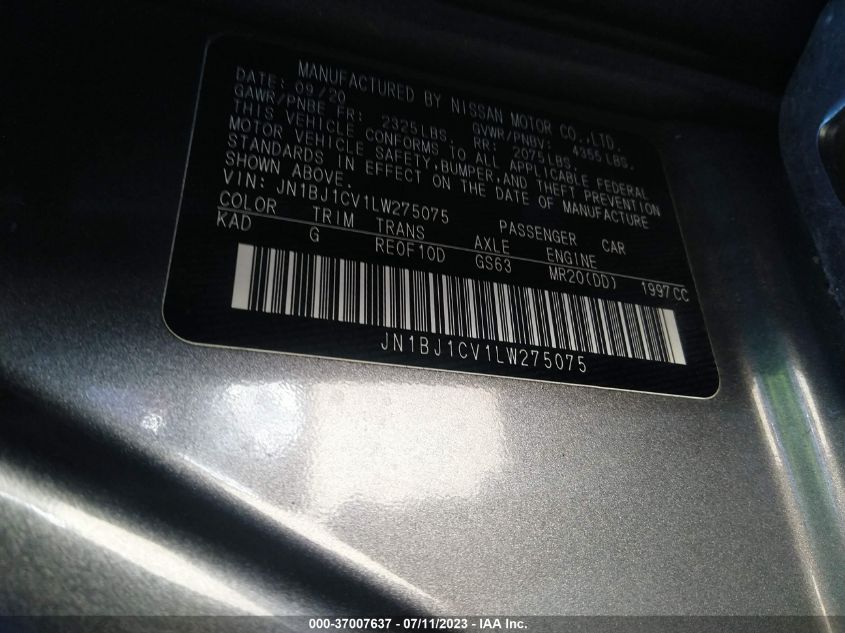 MANUFACTURED BY NISSAN MOTOR CO.,LTD.
DATE: 09/20
GAWR/PNBE FR: 2325LBS. GVWR/PNBV: 4355 LBS.
RR: 2075LBS.
THIS VEHICLE CONFORMS TO ALL APPLICABLE FEDERAL
MOTOR VEHICLE SAFETY,BUMPER,AND THEFT PREVENTION
STANDARDS IN EFFECT ON THE DATE OF MANUFACTURE
SHOWN ABOVE.
VIN: JN1BJ1CV1LW275075 PASSENGER CAR
COLOR TRIM TRANS AXLE ENGINE
KAD G RE0F10D GS63 MR20(DD) 1997CC
JN1BJ1CV1LW275075
000-37007637 - 07/11/2023 - IAA Inc.